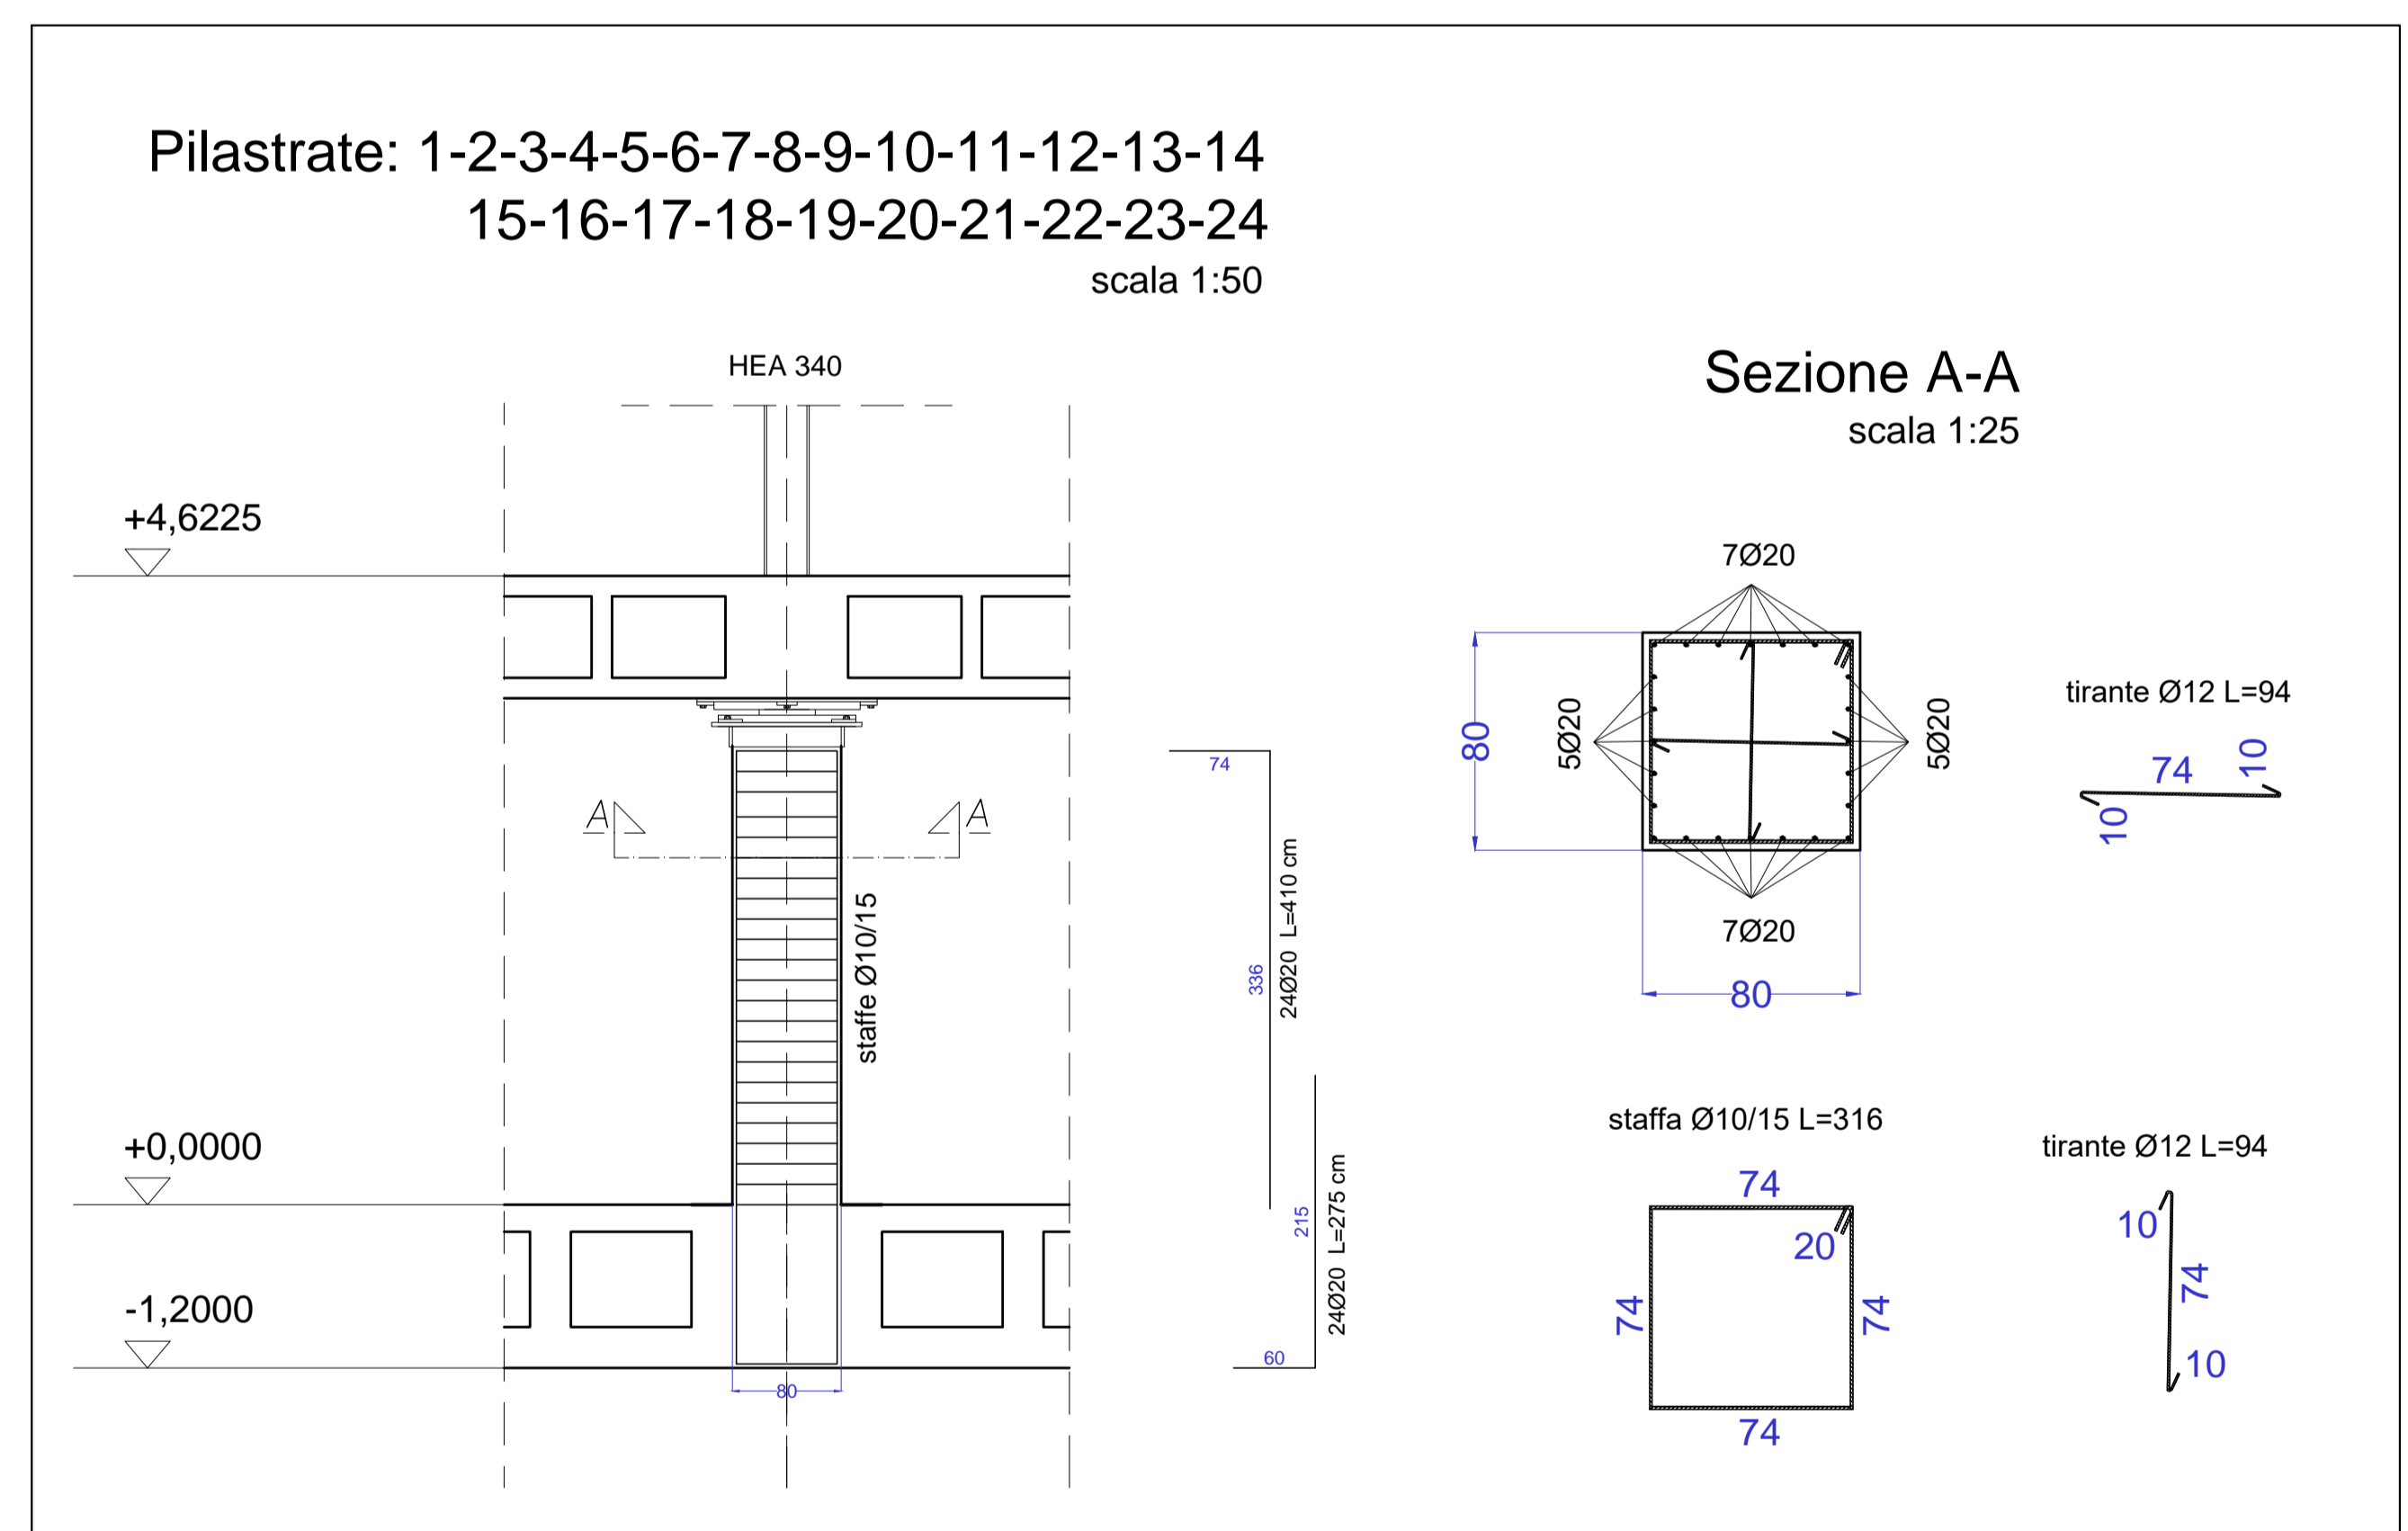 Pilastrate: 1-2-3-4-5-6-7-8-9-10-11-12-13-14
15-16-17-18-19-20-21-22-23-24
scala 1:50
HEA 340
+4,6225
+0,0000
-1,2000
A
A
staffe Ø10/15
80
74
336
24Ø20 L=410 cm
215
24Ø20 L=275 cm
60
Sezione A-A
scala 1:25
7Ø20
5Ø20
5Ø20
7Ø20
80
80
tirante Ø12 L=94
74
10
10
staffa Ø10/15 L=316
74
20
74
74
74
tirante Ø12 L=94
10
74
10